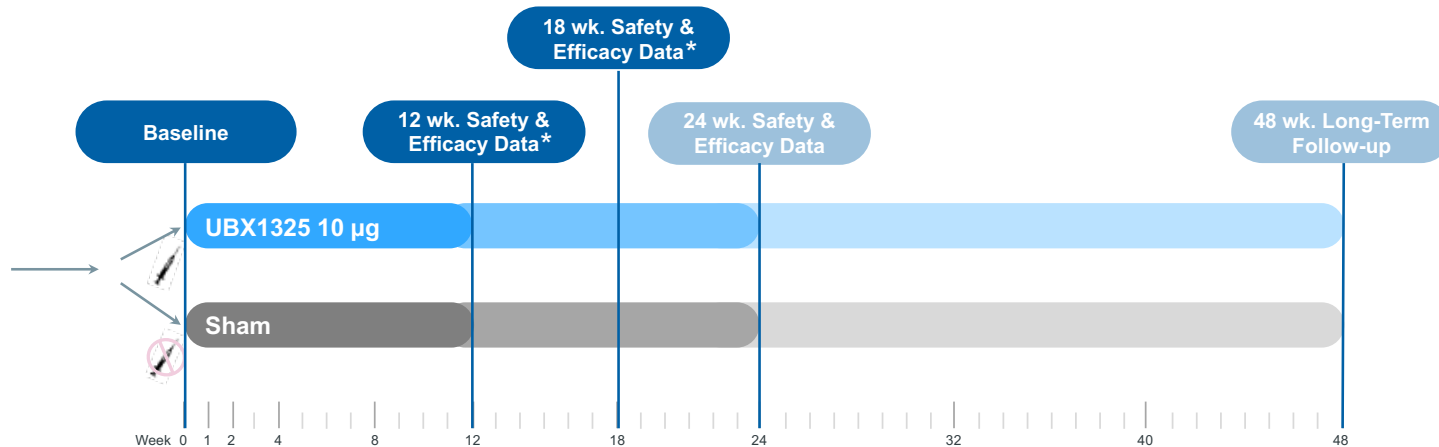 18 wk. Safety &
Efficacy Data*
Baseline
12 wk. Safety &
Efficacy Data*
24 wk. Safety &
Efficacy Data
48 wk. Long-Term
Follow-up
UBX1325 10 µg
Sham
Week 0 1 2 4 8 12 18 24 32 40 48